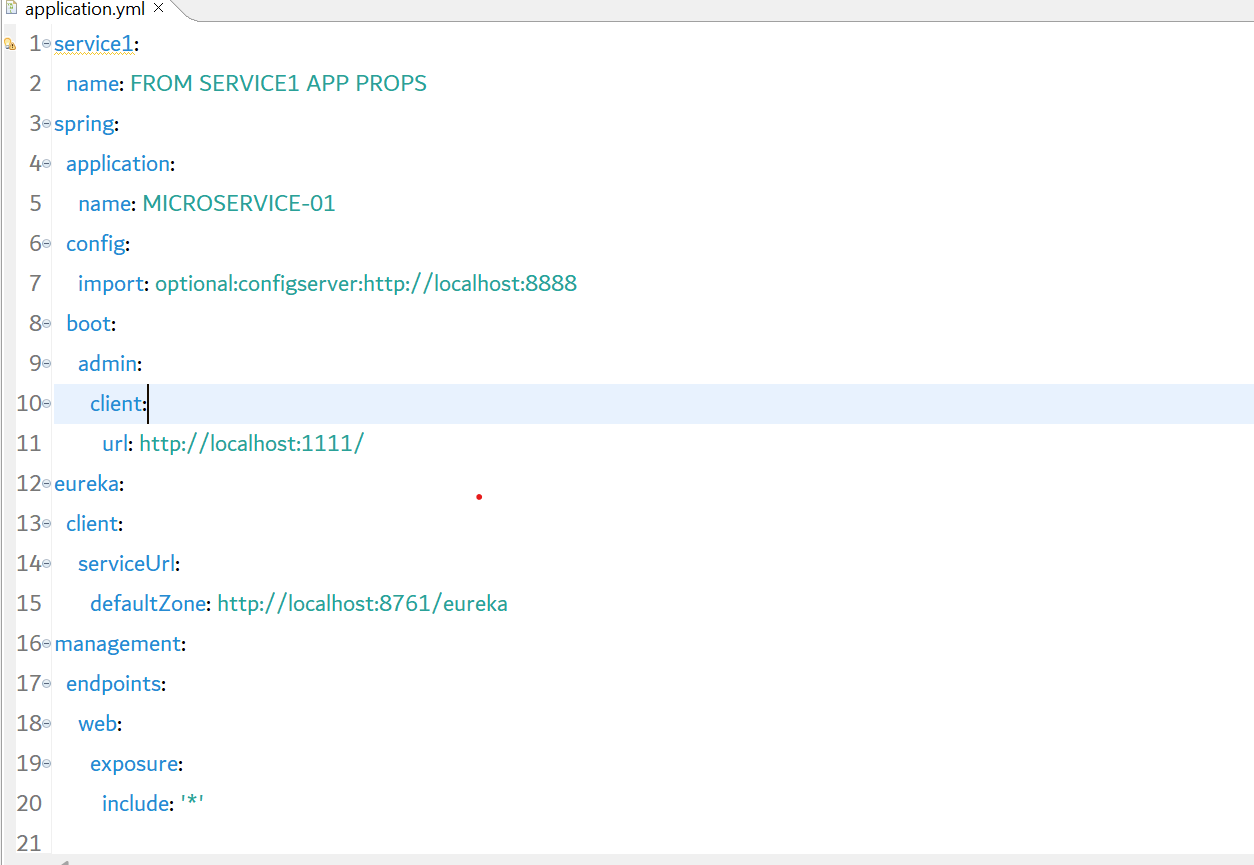 application.yml
1 service1:
2   name: FROM SERVICE1 APP PROPS
3 spring:
4   application:
5     name: MICROSERVICE-01
6   config:
7     import: optional:configserver:http://localhost:8888
8   boot:
9     admin:
10       client:
11         url: http://localhost:1111/
12 eureka:
13   client:
14     serviceUrl:
15       defaultZone: http://localhost:8761/eureka
16 management:
17   endpoints:
18     web:
19       exposure:
20         include: '*'
21